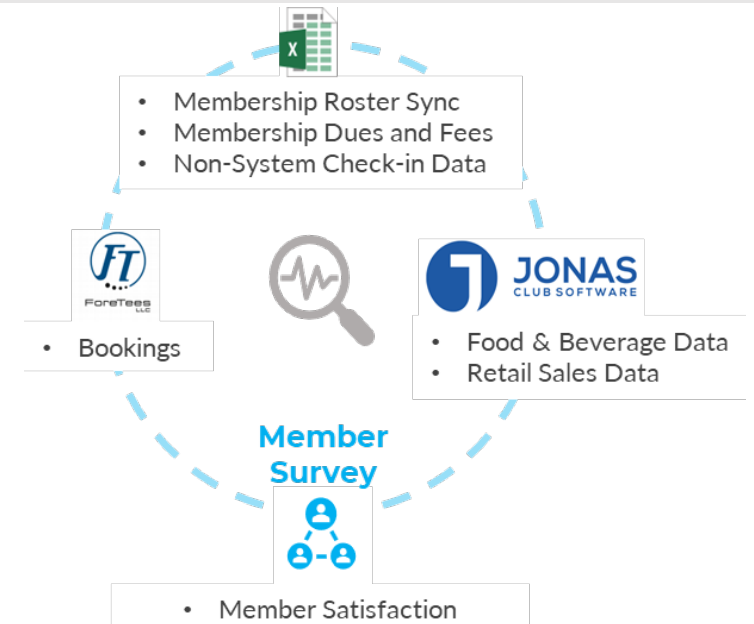 X
• Membership Roster Sync
• Membership Dues and Fees
• Non-System Check-in Data
FT
ForeTees
LLC
• Bookings
J
JONAS
CLUB SOFTWARE
• Food & Beverage Data
• Retail Sales Data
Member
Survey
• Member Satisfaction